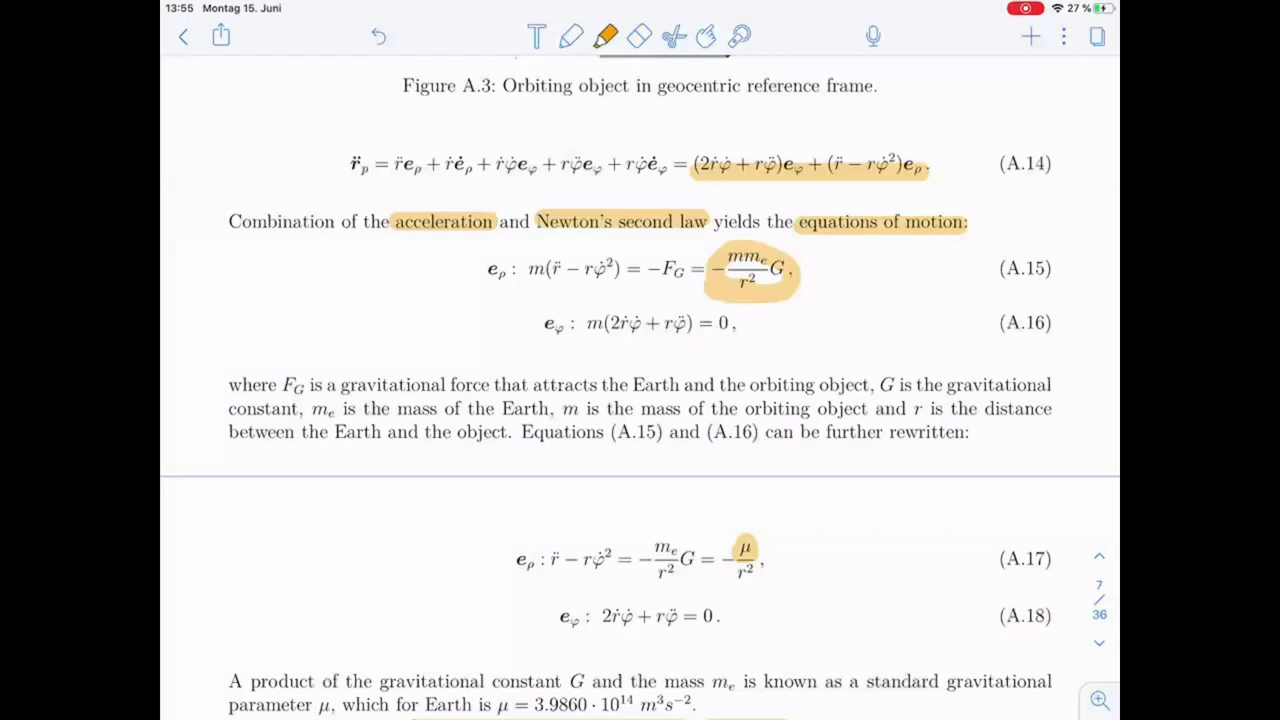 13:55 Montag 15. Juni 27 %
Figure A.3: Orbiting object in geocentric reference frame.
r̈ₚ = r̈e_ρ + ṙė_ρ + ṙφ̇e_φ + rφ̈e_φ + rφ̇ė_φ = (2ṙφ̇ + rφ̈)e_φ + (r̈ − rφ̇²)e_ρ. (A.14)
Combination of the acceleration and Newton's second law yields the equations of motion:
e_ρ : m(r̈ − rφ̇²) = −F_G = −(mm_e/r²)G, (A.15)
e_φ : m(2ṙφ̇ + rφ̈) = 0, (A.16)
where F_G is a gravitational force that attracts the Earth and the orbiting object, G is the gravitational
constant, m_e is the mass of the Earth, m is the mass of the orbiting object and r is the distance
between the Earth and the object. Equations (A.15) and (A.16) can be further rewritten:
e_ρ : r̈ − rφ̇² = −(m_e/r²)G = −μ/r², (A.17)
e_φ : 2ṙφ̇ + rφ̈ = 0. (A.18)
7
/
36
A product of the gravitational constant G and the mass m_e is known as a standard gravitational
parameter μ, which for Earth is μ = 3.9860 · 10¹⁴ m³s⁻².